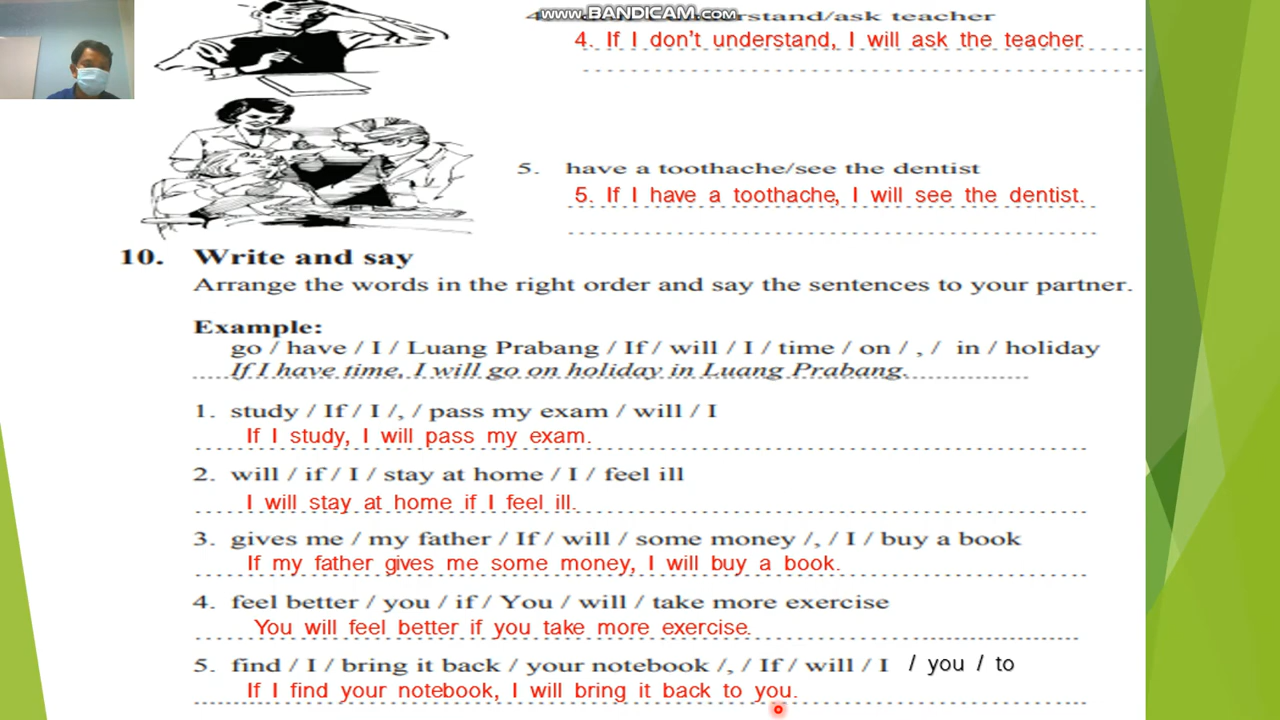 www.BANDICAM.com
4. rstand/ask teacher
4. If I don't understand, I will ask the teacher.
5. have a toothache/see the dentist
5. If I have a toothache, I will see the dentist.
10. Write and say
Arrange the words in the right order and say the sentences to your partner.
Example:
go / have / I / Luang Prabang / If / will / I / time / on / , / in / holiday
If I have time, I will go on holiday in Luang Prabang.
1. study / If / I /, / pass my exam / will / I
If I study, I will pass my exam.
2. will / if / I / stay at home / I / feel ill
I will stay at home if I feel ill.
3. gives me / my father / If / will / some money /, / I / buy a book
If my father gives me some money, I will buy a book.
4. feel better / you / if / You / will / take more exercise
You will feel better if you take more exercise.
5. find / I / bring it back / your notebook /, / If / will / I / you / to
If I find your notebook, I will bring it back to you.